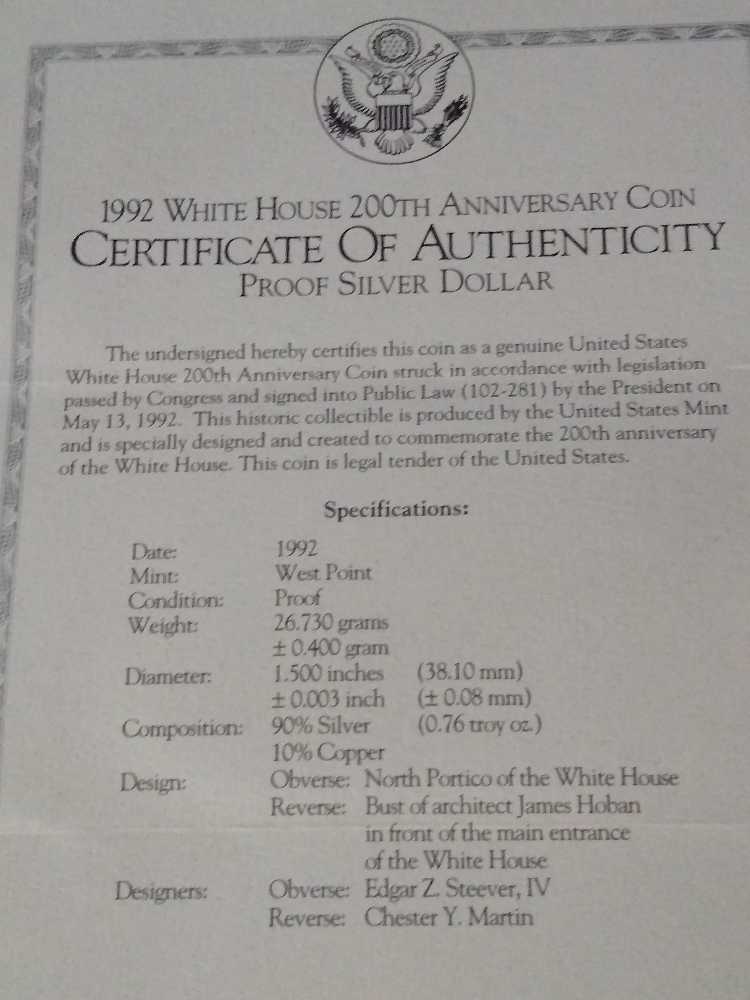 1992 WHITE HOUSE 200TH ANNIVERSARY COIN
CERTIFICATE OF AUTHENTICITY
PROOF SILVER DOLLAR
The undersigned hereby certifies this coin as a genuine United States
White House 200th Anniversary Coin struck in accordance with legislation
passed by Congress and signed into Public Law (102-281) by the President on
May 13, 1992. This historic collectible is produced by the United States Mint
and is specially designed and created to commemorate the 200th anniversary
of the White House. This coin is legal tender of the United States.
Specifications:
Date: 1992
Mint: West Point
Condition: Proof
Weight: 26.730 grams
± 0.400 gram
Diameter: 1.500 inches (38.10 mm)
± 0.003 inch (± 0.08 mm)
Composition: 90% Silver (0.76 troy oz.)
10% Copper
Design: Obverse: North Portico of the White House
Reverse: Bust of architect James Hoban
in front of the main entrance
of the White House
Designers: Obverse: Edgar Z. Steever, IV
Reverse: Chester Y. Martin